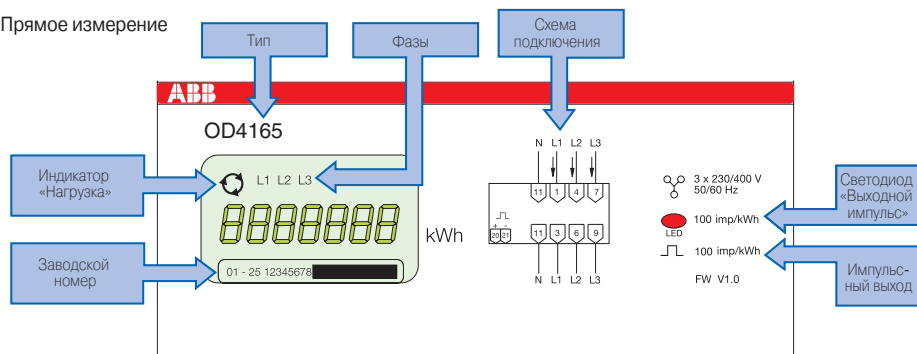 Прямое измерение
Тип
Фазы
Схема
подключения
ABB
OD4165
Индикатор
«Нагрузка»
L1 L2 L3
8888888
kWh
Заводской
номер
01 - 25 12345678
N L1 L2 L3
11 1 4 7
+ -
20 21
11 3 6 9
N L1 L2 L3
3 x 230/400 V
50/60 Hz
100 imp/kWh
LED
100 imp/kWh
FW V1.0
Светодиод
«Выходной
импульс»
Импульс-
ный выход